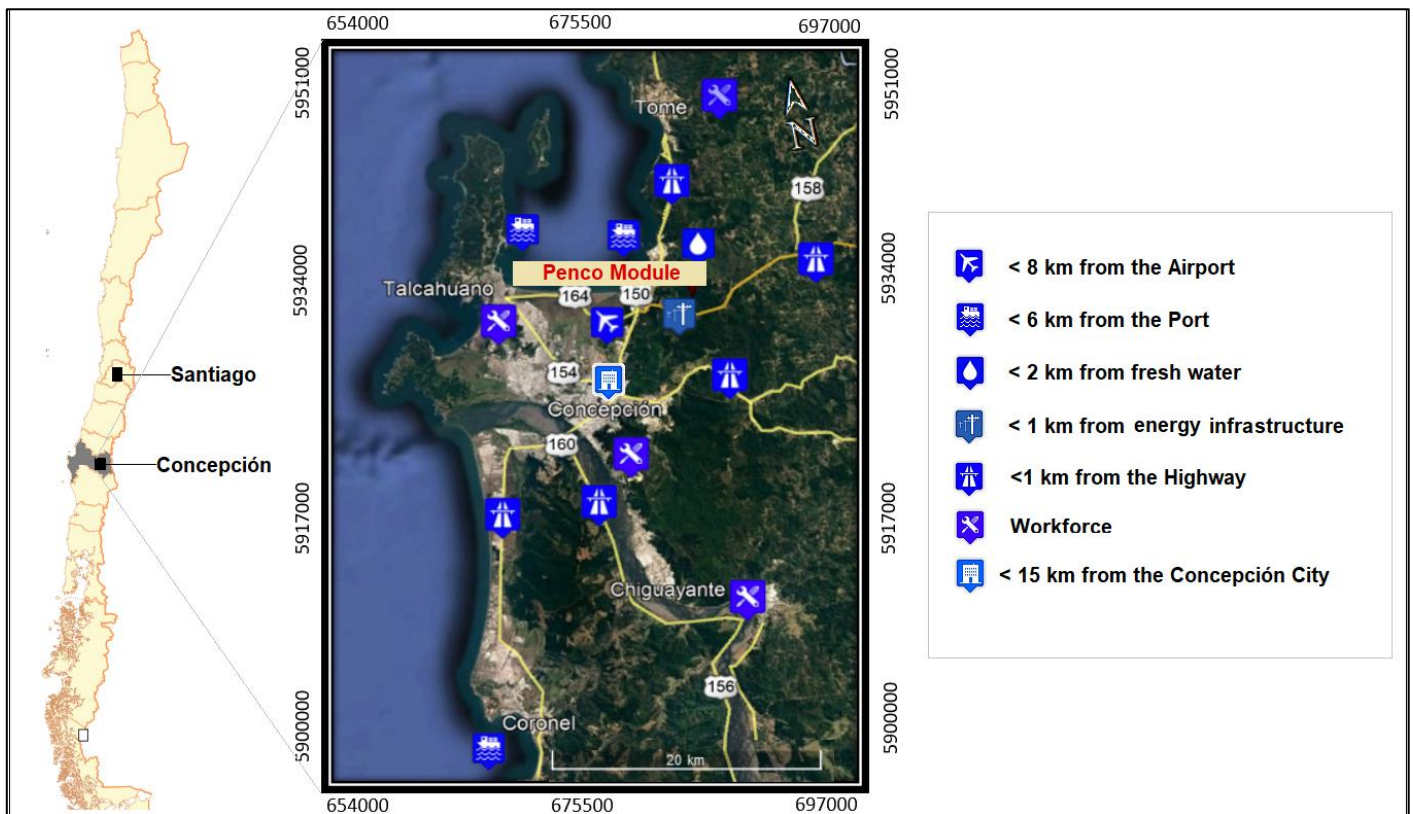 654000
675500
697000
5951000
5951000
Tome
158
5934000
5934000
Penco Module
Talcahuano
164
150
154
Santiago
Concepción
160
Concepción
5917000
5917000
Chiguayante
156
5900000
5900000
Coronel
20 km
654000
675500
697000
N
< 8 km from the Airport
< 6 km from the Port
< 2 km from fresh water
< 1 km from energy infrastructure
<1 km from the Highway
Workforce
< 15 km from the Concepción City